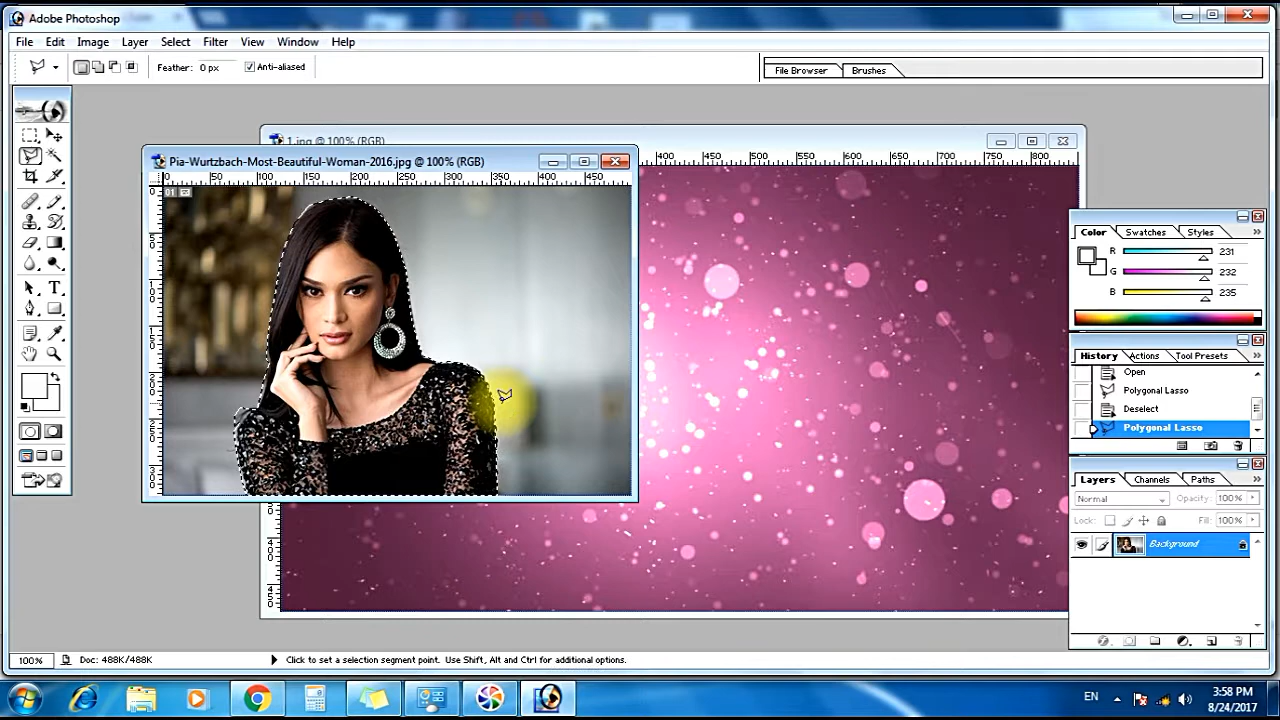 Adobe Photoshop
File Edit Image Layer Select Filter View Window Help
Feather: 0 px Anti-aliased
File Browser Brushes
1.jpg @ 100% (RGB)
Pia-Wurtzbach-Most-Beautiful-Woman-2016.jpg @ 100% (RGB)
400 450 500 550 600 650 700 750 800
0 50 100 150 200 250 300 350 400 450
01
Color Swatches Styles
R 231
G 232
B 235
History Actions Tool Presets
Open
Polygonal Lasso
Deselect
Polygonal Lasso
Layers Channels Paths
Normal Opacity: 100%
Lock: Fill: 100%
Background
100% Doc: 488K/488K Click to set a selection segment point. Use Shift, Alt and Ctrl for additional options.
EN 3:58 PM
8/24/2017